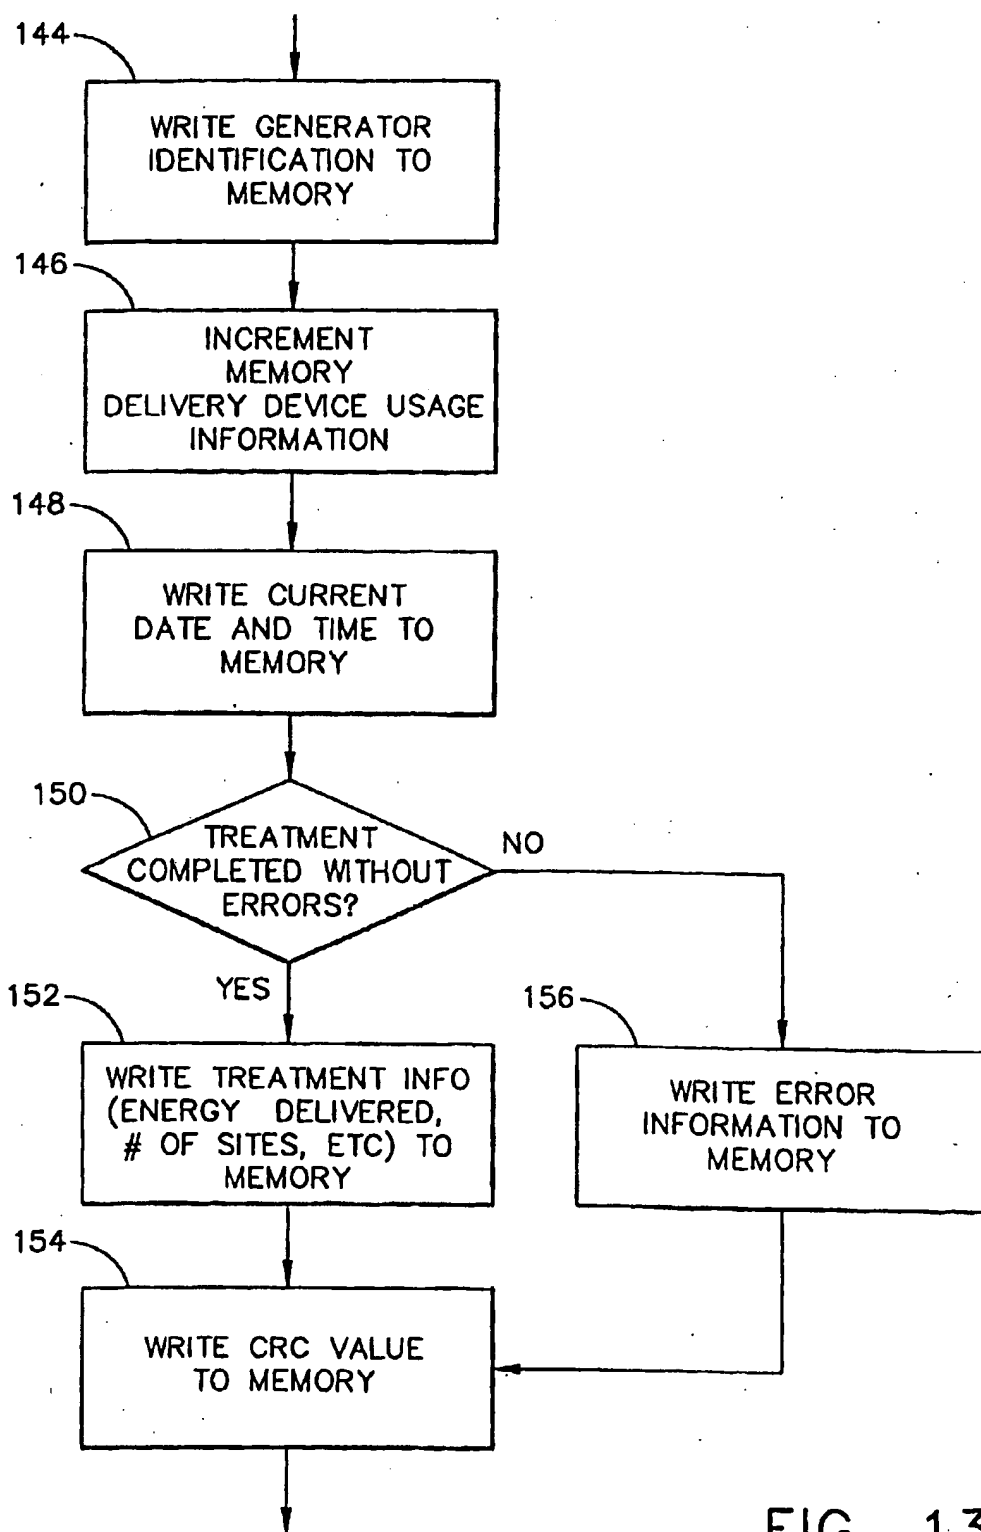 144
WRITE GENERATOR
IDENTIFICATION TO
MEMORY
146
INCREMENT
MEMORY
DELIVERY DEVICE USAGE
INFORMATION
148
WRITE CURRENT
DATE AND TIME TO
MEMORY
150
TREATMENT
COMPLETED WITHOUT
ERRORS?
NO
YES
152
WRITE TREATMENT INFO
(ENERGY DELIVERED,
# OF SITES, ETC) TO
MEMORY
156
WRITE ERROR
INFORMATION TO
MEMORY
154
WRITE CRC VALUE
TO MEMORY
FIG. 13